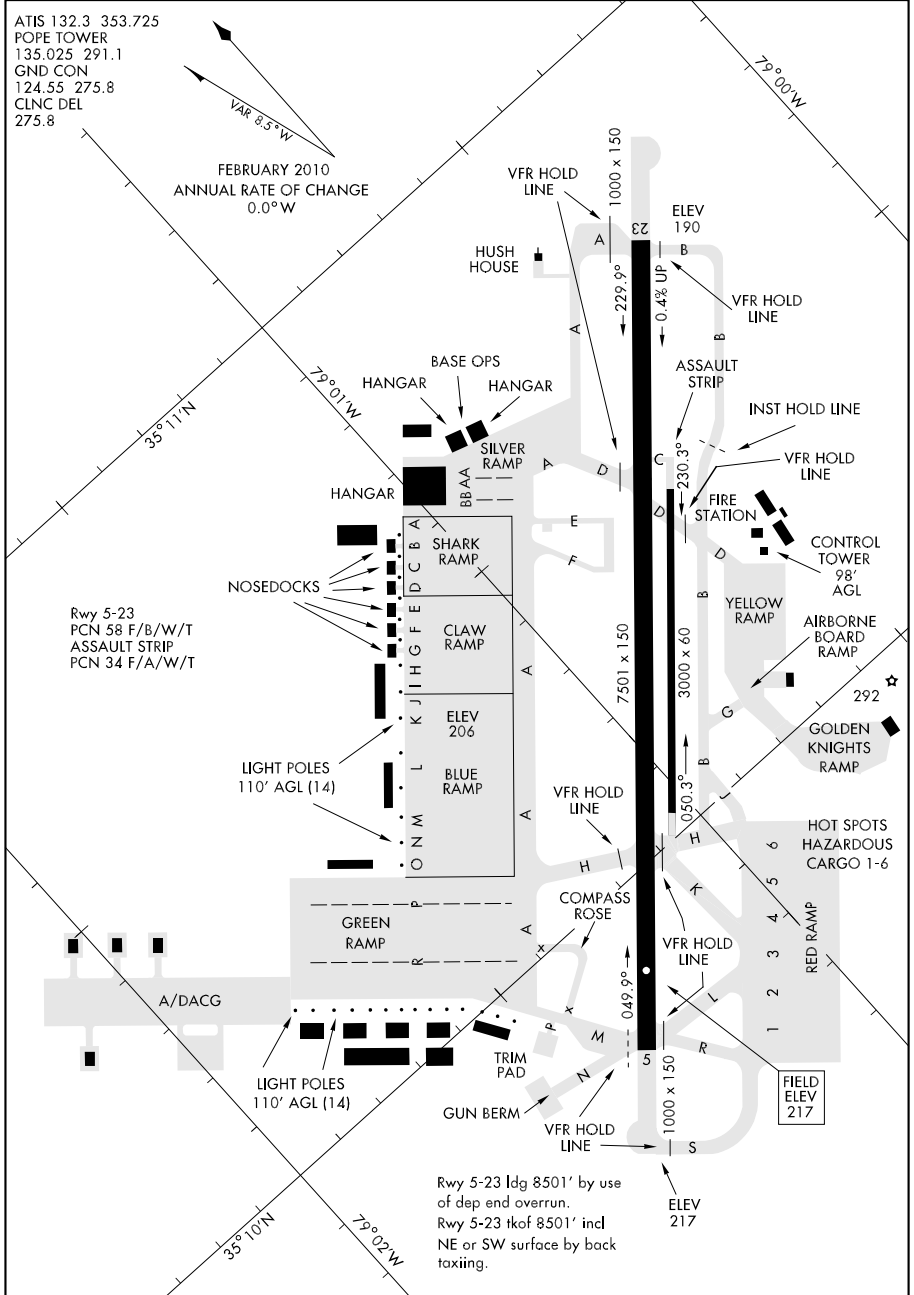 ATIS 132.3 353.725
POPE TOWER
135.025 291.1
GND CON
124.55 275.8
CLNC DEL
275.8
VAR 8.5°W
FEBRUARY 2010
ANNUAL RATE OF CHANGE
0.0°W
79°00'W
VFR HOLD
LINE
1000 x 150
ELEV
190
A
23
B
HUSH
HOUSE
229.9°
0.4% UP
VFR HOLD
LINE
A
B
BASE OPS
HANGAR
HANGAR
ASSAULT
STRIP
79°01'W
35°11'N
INST HOLD LINE
SILVER
RAMP
A
D
C
230.3°
VFR HOLD
LINE
HANGAR
BB AA
FIRE
STATION
E
D
D
F
SHARK
RAMP
CONTROL
TOWER
98'
AGL
A
B
C
D
E
F
G
H
I
J
K
L
M
N
O
NOSEDOCKS
YELLOW
RAMP
B
Rwy 5-23
PCN 58 F/B/W/T
ASSAULT STRIP
PCN 34 F/A/W/T
CLAW
RAMP
AIRBORNE
BOARD
RAMP
A
7501 x 150
3000 x 60
292
G
GOLDEN
KNIGHTS
RAMP
ELEV
206
LIGHT POLES
110' AGL (14)
BLUE
RAMP
B
050.3°
J
VFR HOLD
LINE
A
HOT SPOTS
HAZARDOUS
CARGO 1-6
H
H
K
COMPASS
ROSE
6
5
4
3
2
1
RED RAMP
GREEN
RAMP
P
R
A
x
VFR HOLD
LINE
049.9°
A/DACG
L
P
x
M
R
N
5
TRIM
PAD
LIGHT POLES
110' AGL (14)
GUN BERM
1000 x 150
FIELD
ELEV
217
VFR HOLD
LINE
S
ELEV
217
Rwy 5-23 ldg 8501' by use
of dep end overrun.
Rwy 5-23 tkof 8501' incl
NE or SW surface by back
taxiing.
35°10'N
79°02'W